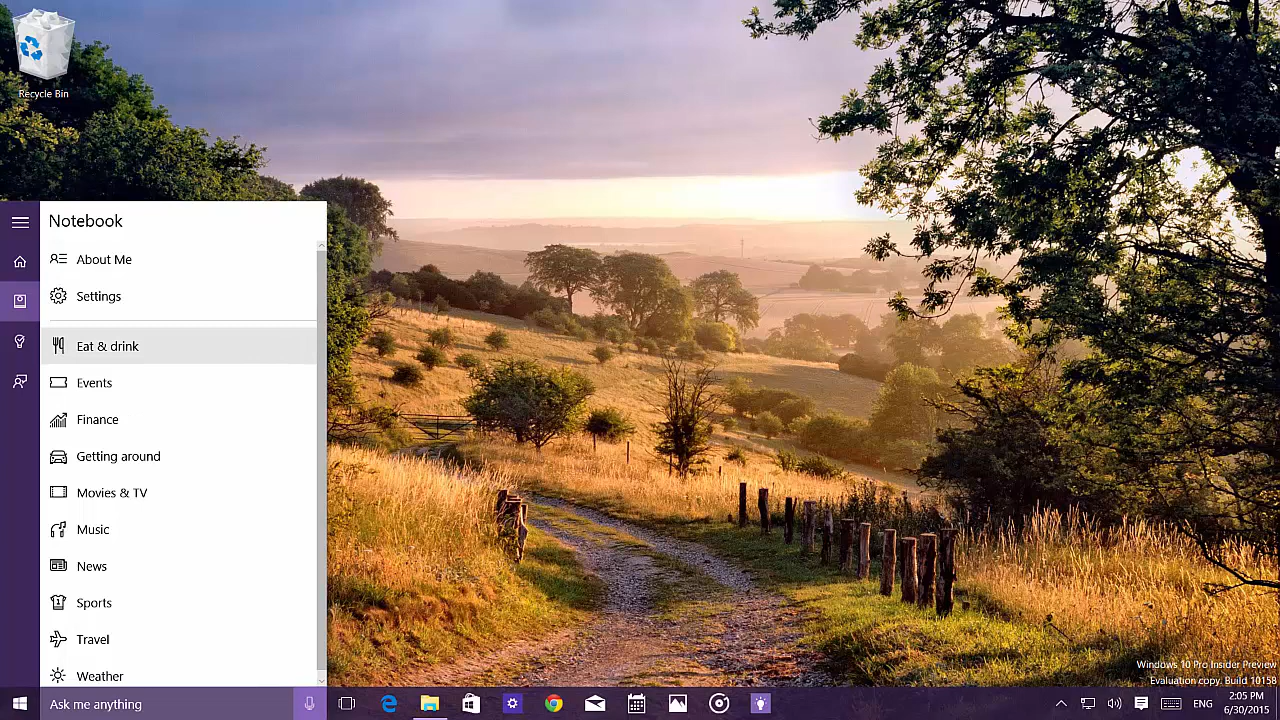 Recycle Bin
Notebook
About Me
Settings
Eat & drink
Events
Finance
Getting around
Movies & TV
Music
News
Sports
Travel
Weather
Windows 10 Pro Insider Preview
Evaluation copy. Build 10158
Ask me anything
ENG
2:05 PM
6/30/2015